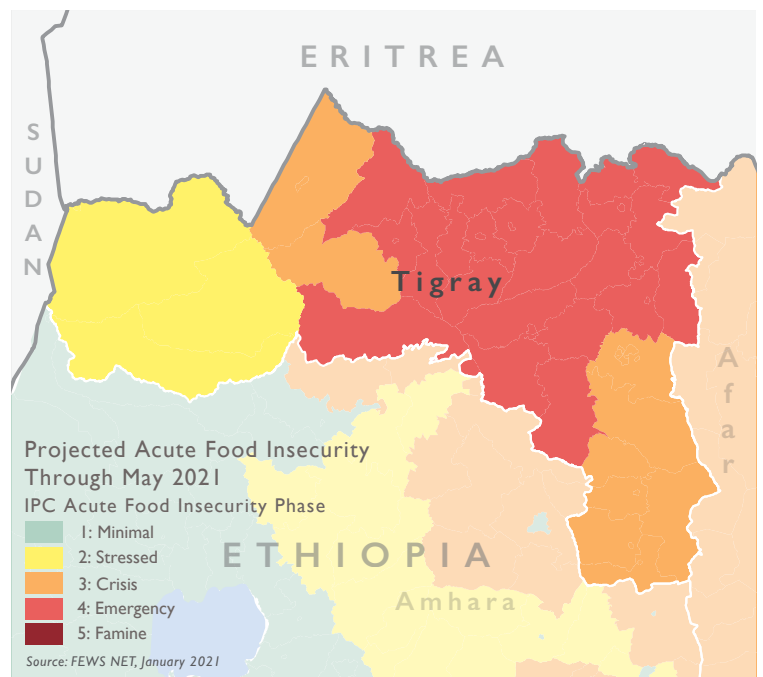 ERITREA
SUDAN
Tigray
Afar
Projected Acute Food Insecurity
Through May 2021
IPC Acute Food Insecurity Phase
1: Minimal
2: Stressed
ETHIOPIA
3: Crisis
4: Emergency
Amhara
5: Famine
Source: FEWS NET, January 2021